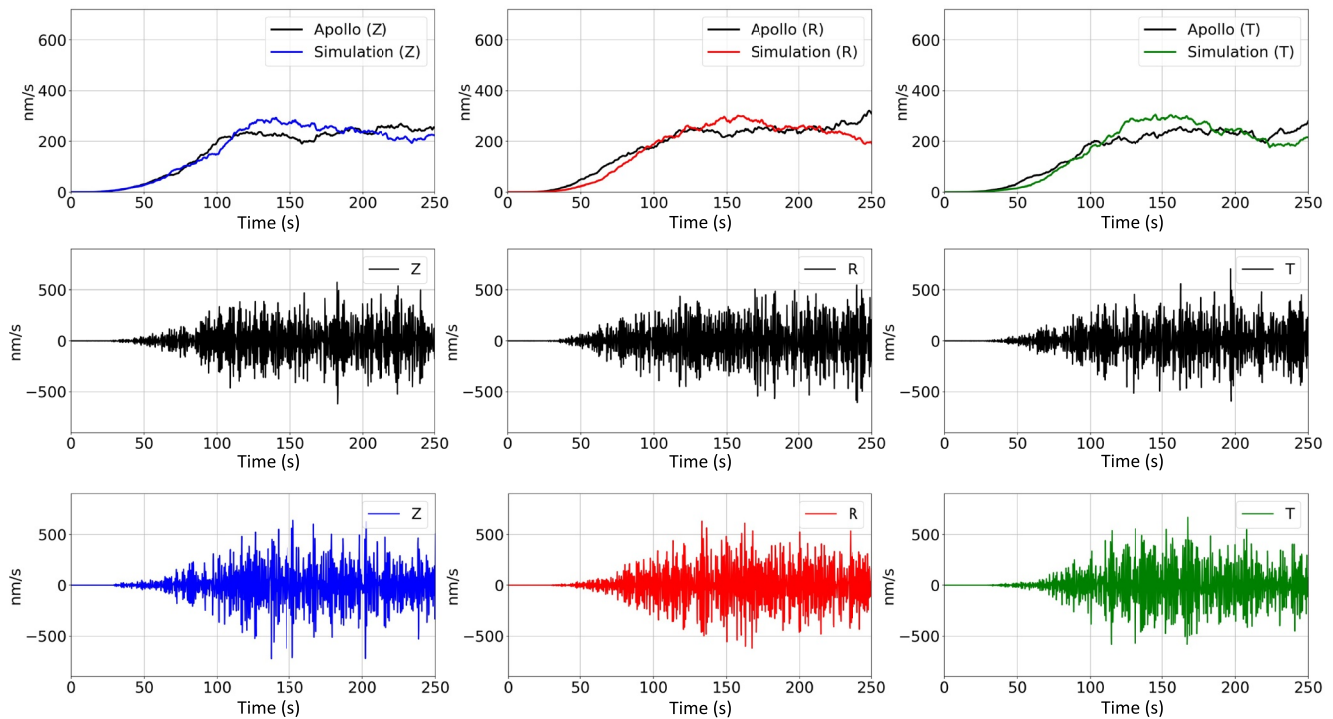 600
400
200
0
nm/s
Apollo (Z)
Simulation (Z)
0 50 100 150 200 250
Time (s)
600
400
200
0
nm/s
Apollo (R)
Simulation (R)
0 50 100 150 200 250
Time (s)
600
400
200
0
nm/s
Apollo (T)
Simulation (T)
0 50 100 150 200 250
Time (s)
500
0
−500
nm/s
Z
0 50 100 150 200 250
Time (s)
500
0
−500
nm/s
R
0 50 100 150 200 250
Time (s)
500
0
−500
nm/s
T
0 50 100 150 200 250
Time (s)
500
0
−500
nm/s
Z
0 50 100 150 200 250
Time (s)
500
0
−500
nm/s
R
0 50 100 150 200 250
Time (s)
500
0
−500
nm/s
T
0 50 100 150 200 250
Time (s)